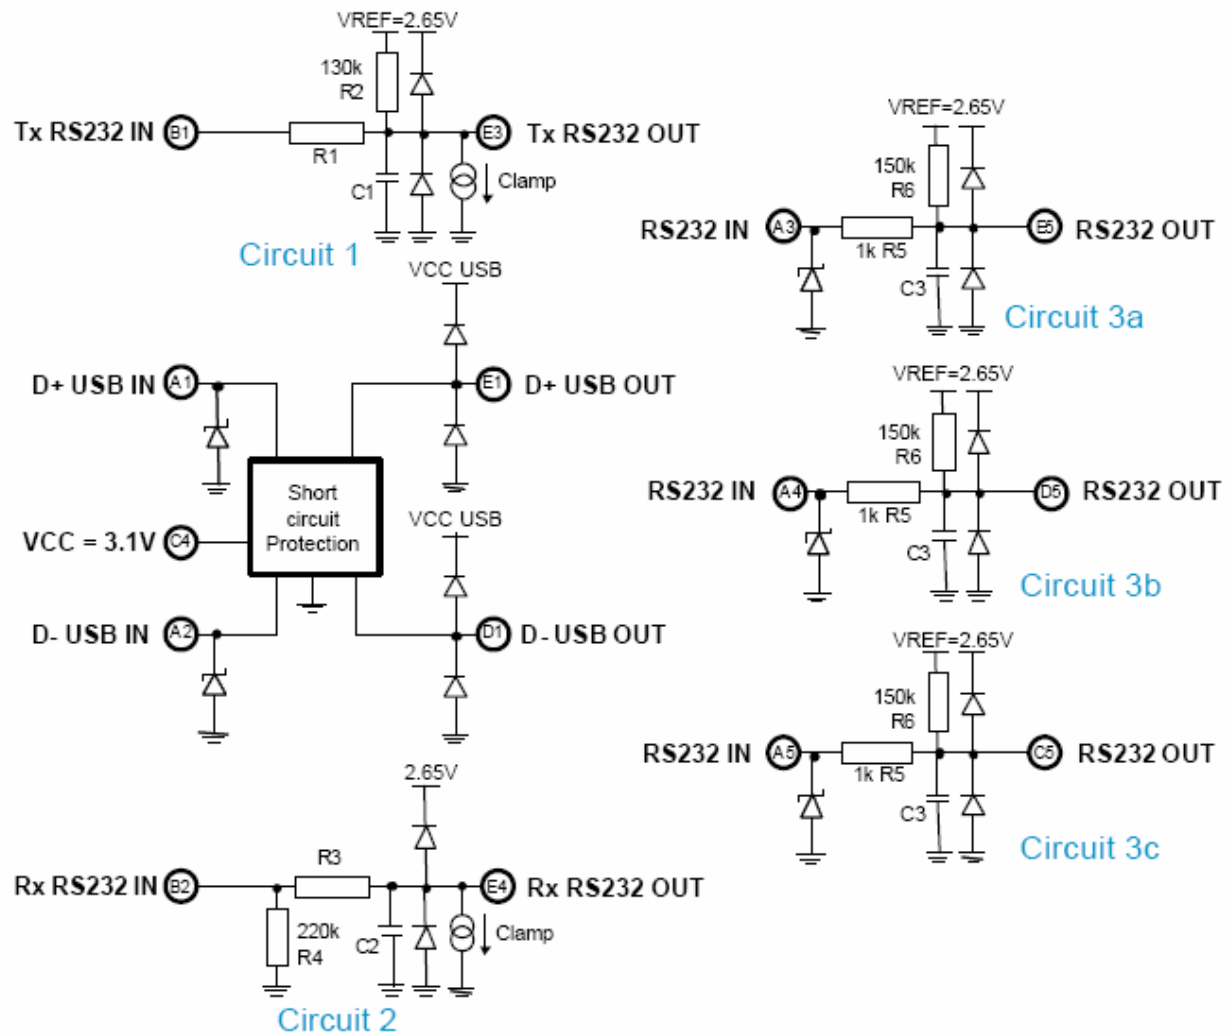 VREF=2.65V
130k
R2
Tx RS232 IN B1
R1
E3 Tx RS232 OUT
C1
Clamp
Circuit 1
VREF=2.65V
150k
R6
RS232 IN A3
1k R5
E5 RS232 OUT
C3
Circuit 3a
VCC USB
D+ USB IN A1
E1 D+ USB OUT
Short
circuit
Protection
VCC = 3.1V C4
VCC USB
D- USB IN A2
D1 D- USB OUT
VREF=2.65V
150k
R6
RS232 IN A4
1k R5
D5 RS232 OUT
C3
Circuit 3b
VREF=2.65V
150k
R6
RS232 IN A5
1k R5
C5 RS232 OUT
C3
Circuit 3c
2.65V
R3
Rx RS232 IN B2
E4 Rx RS232 OUT
220k
R4
C2
Clamp
Circuit 2